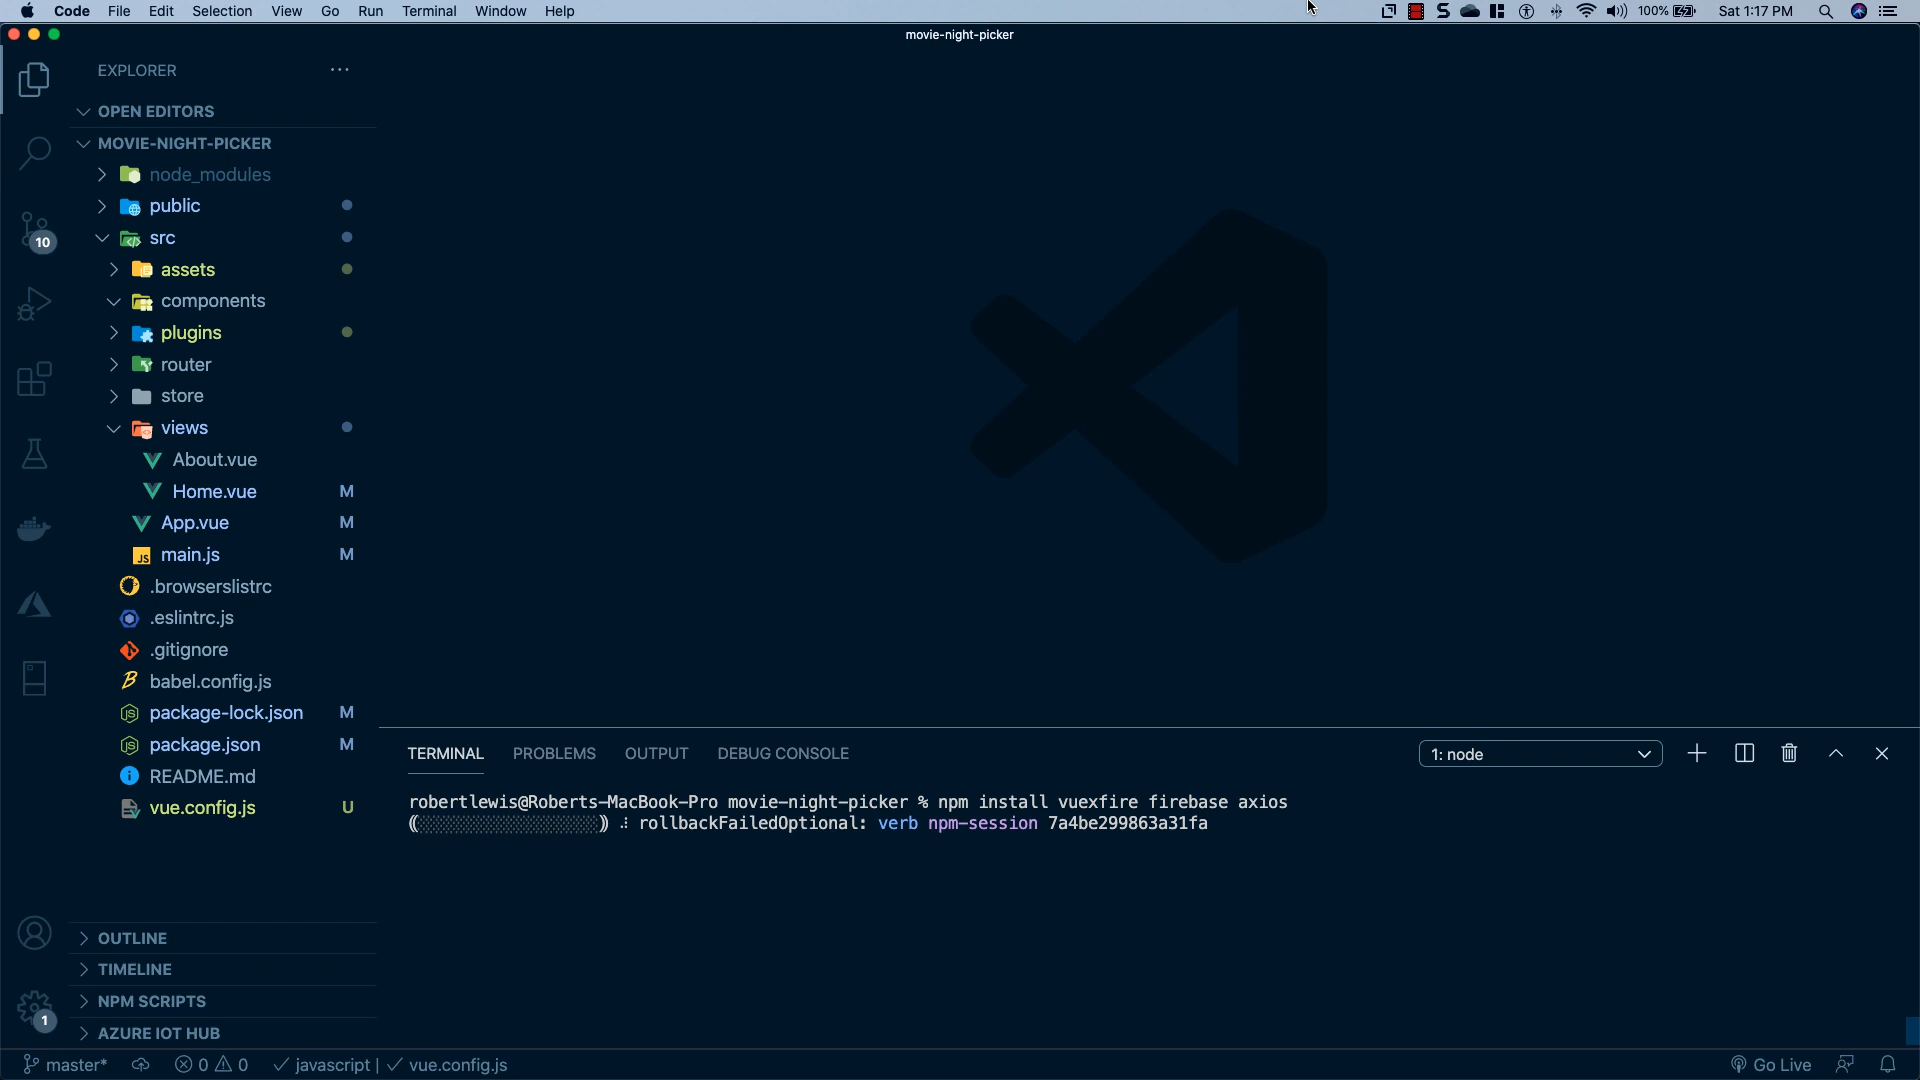 Code File Edit Selection View Go Run Terminal Window Help
100%
Sat 1:17 PM
movie-night-picker
EXPLORER
OPEN EDITORS
MOVIE-NIGHT-PICKER
node_modules
public
src
assets
components
plugins
router
store
views
About.vue
Home.vue M
App.vue M
main.js M
.browserslistrc
.eslintrc.js
.gitignore
babel.config.js
package-lock.json M
package.json M
README.md
vue.config.js U
OUTLINE
TIMELINE
NPM SCRIPTS
AZURE IOT HUB
10
1
TERMINAL PROBLEMS OUTPUT DEBUG CONSOLE
1: node
robertlewis@Roberts-MacBook-Pro movie-night-picker % npm install vuexfire firebase axios
rollbackFailedOptional: verb npm-session 7a4be299863a31fa
master* 0 0 javascript | vue.config.js
Go Live